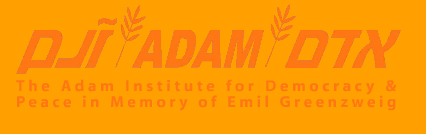 آدم ADAM אדם
The Adam Institute for Democracy &
Peace in Memory of Emil Greenzweig